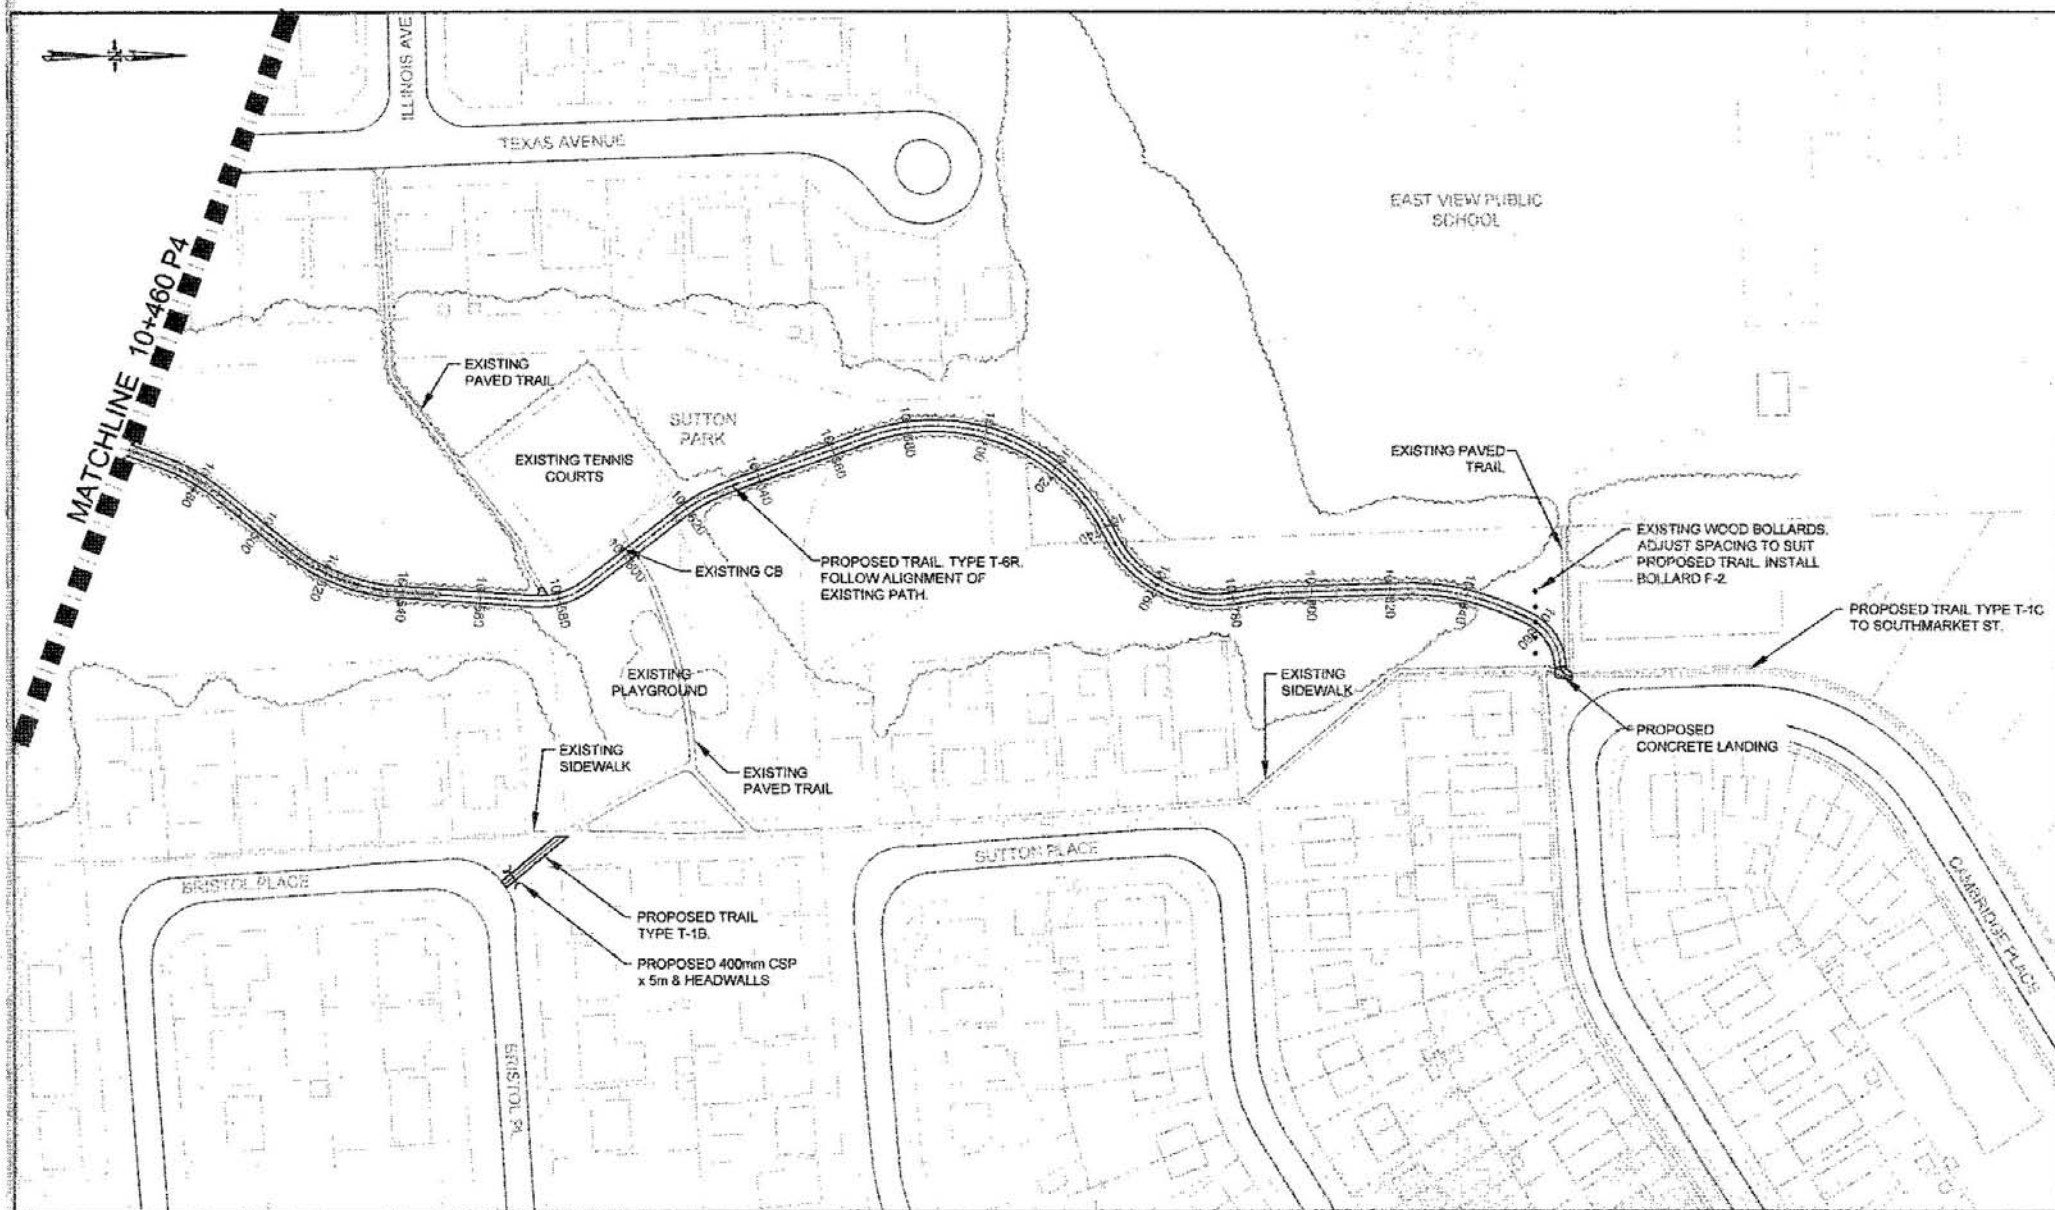 ILLINOIS AVE
TEXAS AVENUE
EAST VIEW PUBLIC
SCHOOL
MATCHLINE 10+460 P4
EXISTING
PAVED TRAIL
SUTTON
PARK
EXISTING TENNIS
COURTS
EXISTING PAVED
TRAIL
EXISTING CB
PROPOSED TRAIL TYPE T-6R.
FOLLOW ALIGNMENT OF
EXISTING PATH.
EXISTING WOOD BOLLARDS.
ADJUST SPACING TO SUIT
PROPOSED TRAIL. INSTALL
BOLLARD F-2.
PROPOSED TRAIL TYPE T-1C
TO SOUTHMARKET ST.
EXISTING
PLAYGROUND
EXISTING
SIDEWALK
PROPOSED
CONCRETE LANDING
EXISTING
SIDEWALK
EXISTING
PAVED TRAIL
BRISTOL PLACE
SUTTON PLACE
CAMBRIDGE PLACE
PROPOSED TRAIL
TYPE T-1B.
PROPOSED 400mm CSP
x 5m & HEADWALLS
BRISTOL PL